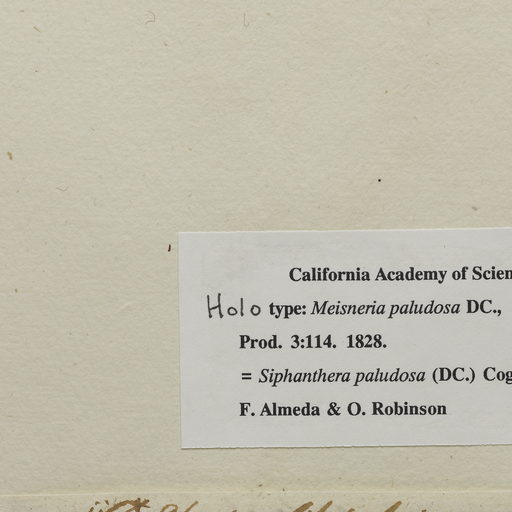 California Academy of Scien
Holo type: Meisneria paludosa DC.,
Prod. 3:114. 1828.
= Siphanthera paludosa (DC.) Cog
F. Almeda & O. Robinson